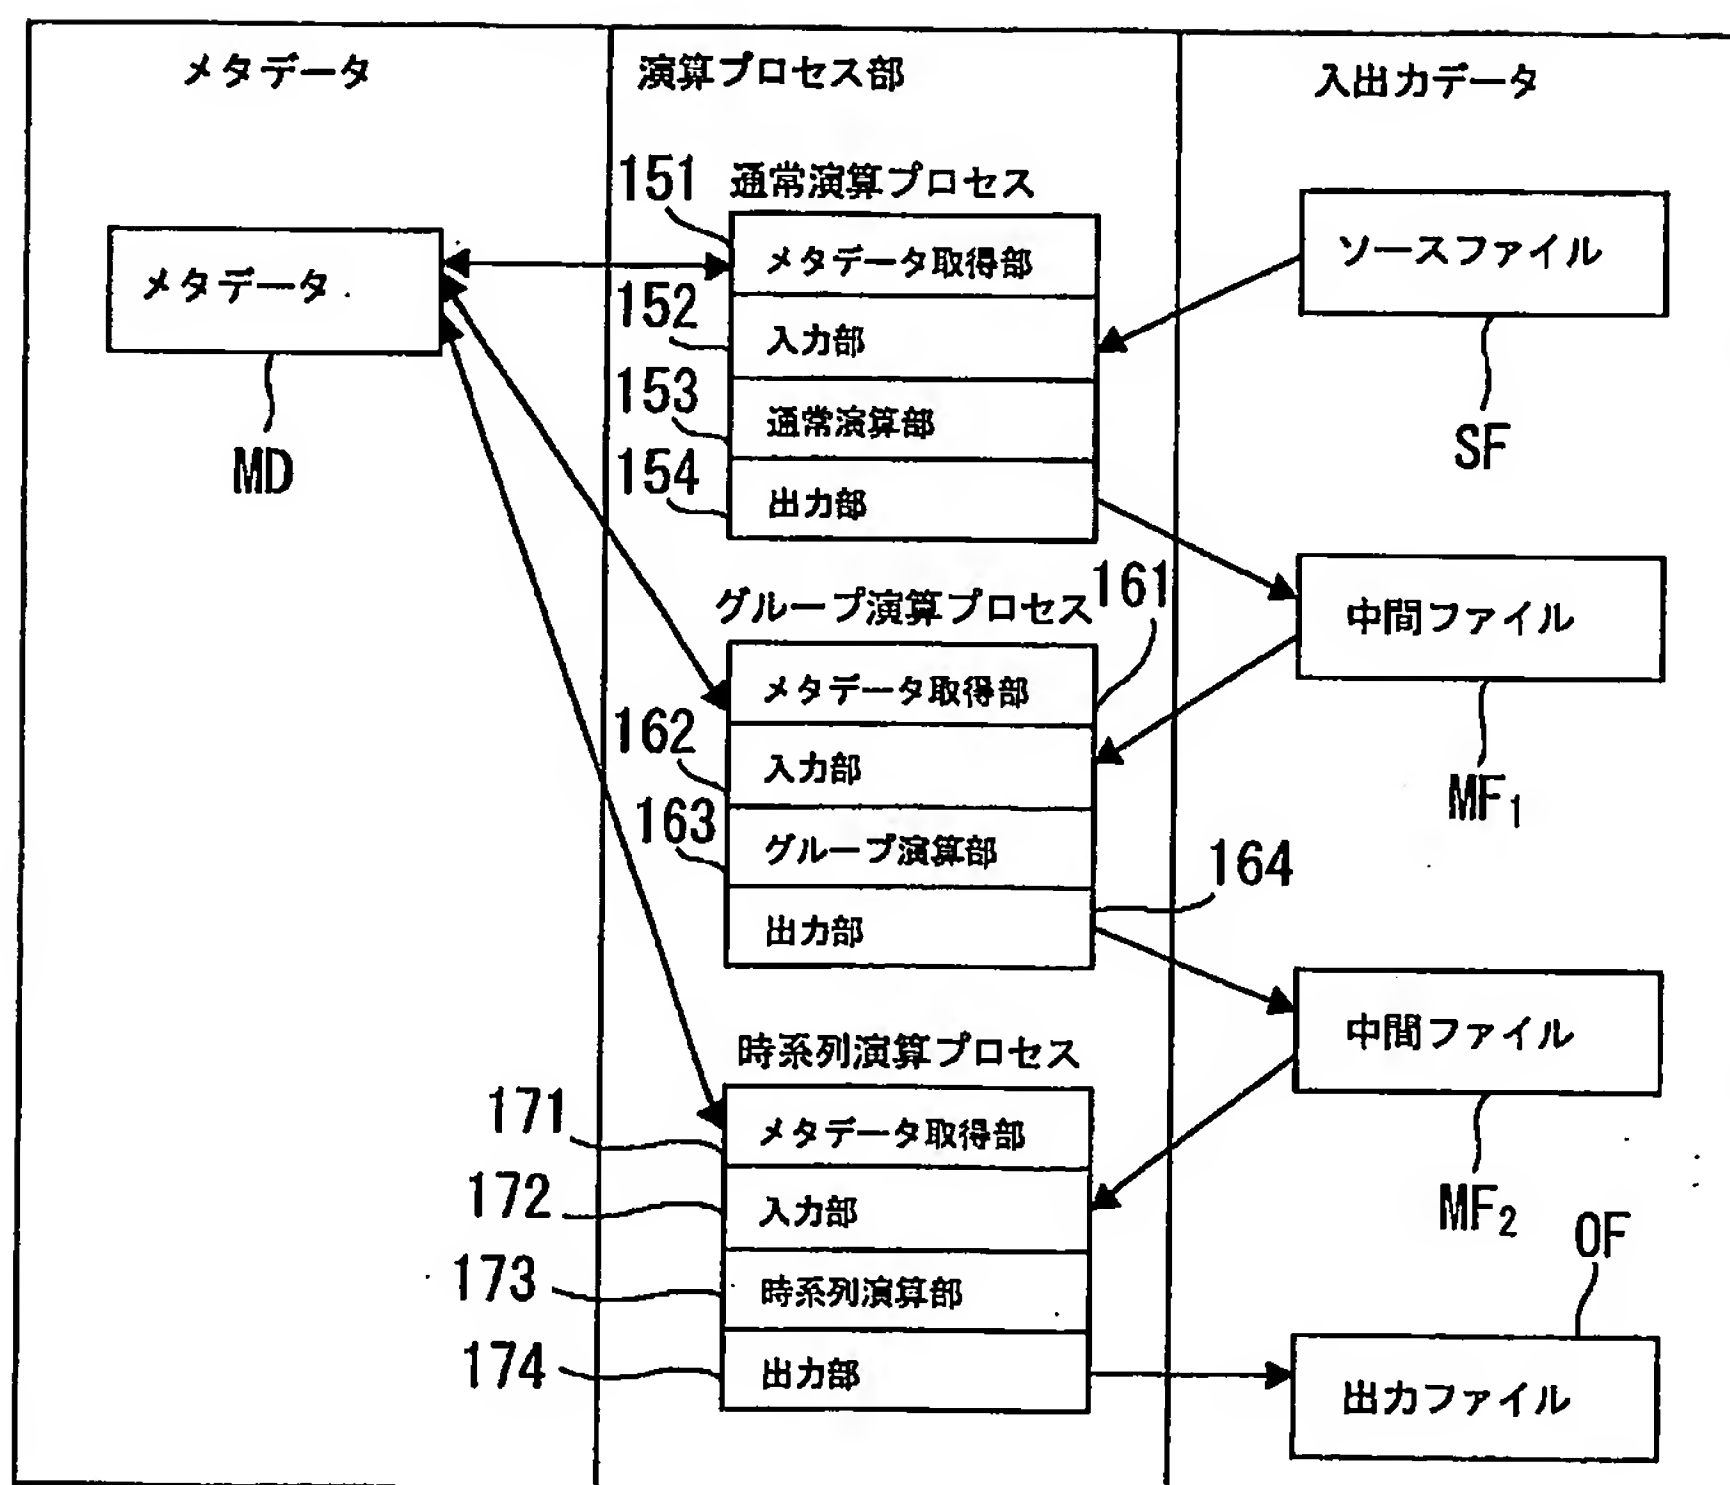 メタデータ
演算プロセス部
入出力データ
メタデータ
MD
通常演算プロセス
151
メタデータ取得部
152
入力部
153
通常演算部
154
出力部
グループ演算プロセス
161
メタデータ取得部
162
入力部
163
グループ演算部
164
出力部
時系列演算プロセス
171
メタデータ取得部
172
入力部
173
時系列演算部
174
出力部
ソースファイル
SF
中間ファイル
MF1
中間ファイル
MF2
OF
出力ファイル